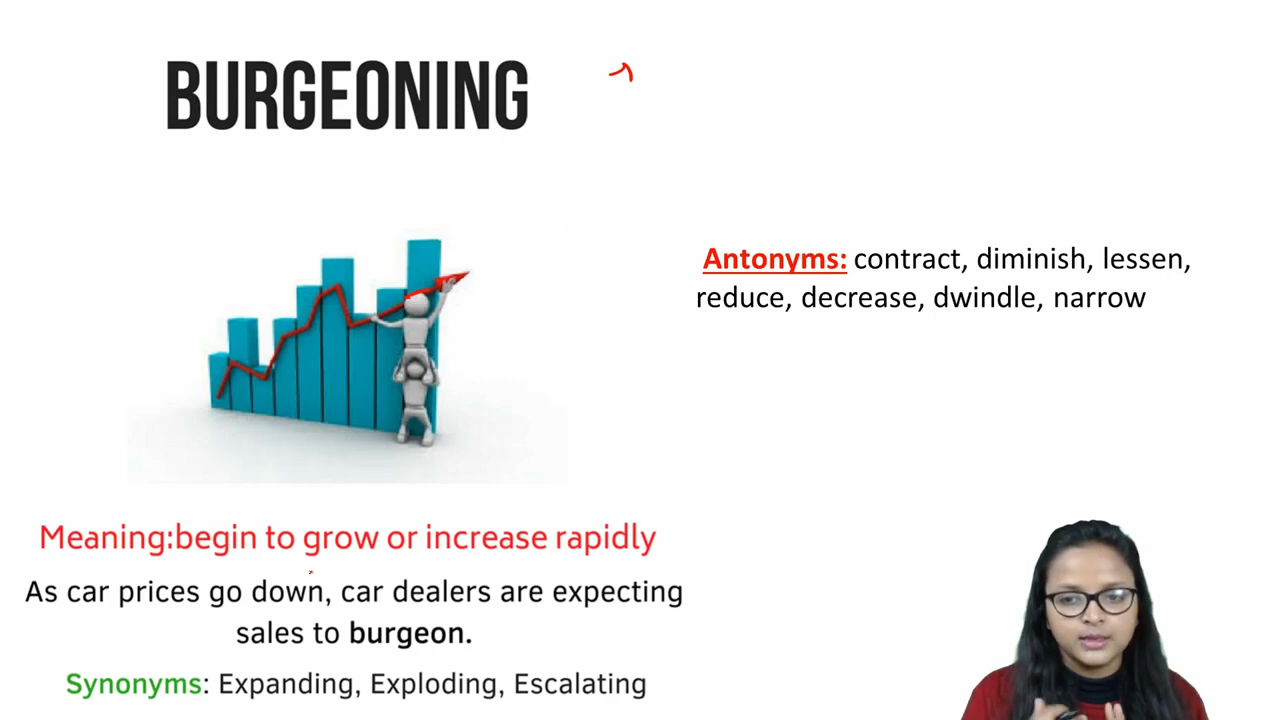 BURGEONING
Antonyms: contract, diminish, lessen,
reduce, decrease, dwindle, narrow
Meaning:begin to grow or increase rapidly
As car prices go down, car dealers are expecting
sales to burgeon.
Synonyms: Expanding, Exploding, Escalating